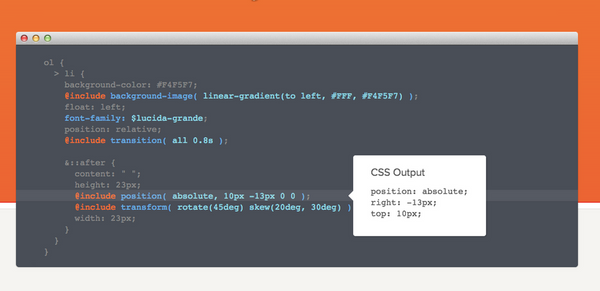 ol {
> li {
background-color: #F4F5F7;
@include background-image( linear-gradient(to left, #FFF, #F4F5F7) );
float: left;
font-family: $lucida-grande;
position: relative;
@include transition( all 0.8s );
&::after {
content: " ";
height: 23px;
@include position( absolute, 10px -13px 0 0 );
@include transform( rotate(45deg) skew(20deg, 30deg) )
width: 23px;
}
}
}
CSS Output
position: absolute;
right: -13px;
top: 10px;